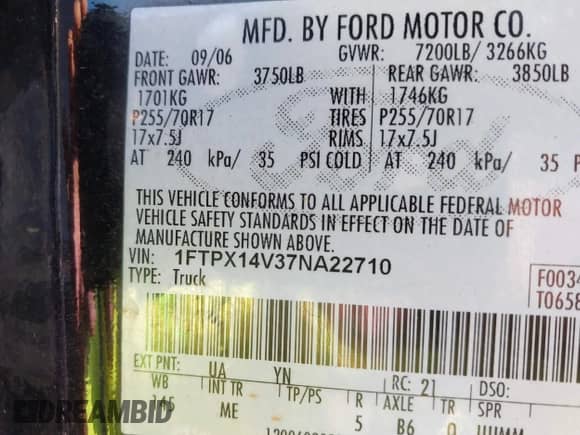 MFD. BY FORD MOTOR CO.
DATE: 09/06 GVWR: 7200LB/ 3266KG
FRONT GAWR: 3750LB REAR GAWR: 3850LB
1701KG WITH 1746KG
P255/70R17 TIRES P255/70R17
17x7.5J RIMS 17x7.5J
AT 240 kPa/ 35 PSI COLD AT 240 kPa/ 35 P
Ford
THIS VEHICLE CONFORMS TO ALL APPLICABLE FEDERAL MOTOR
VEHICLE SAFETY STANDARDS IN EFFECT ON THE DATE OF
MANUFACTURE SHOWN ABOVE.
VIN: 1FTPX14V37NA22710
TYPE: Truck
F0034
T0658
EXT PNT: UA YN RC: 21 DSO:
WB INT TR TP/PS R AXLE TR SPR
145 ME 5 B6
DREAMBID